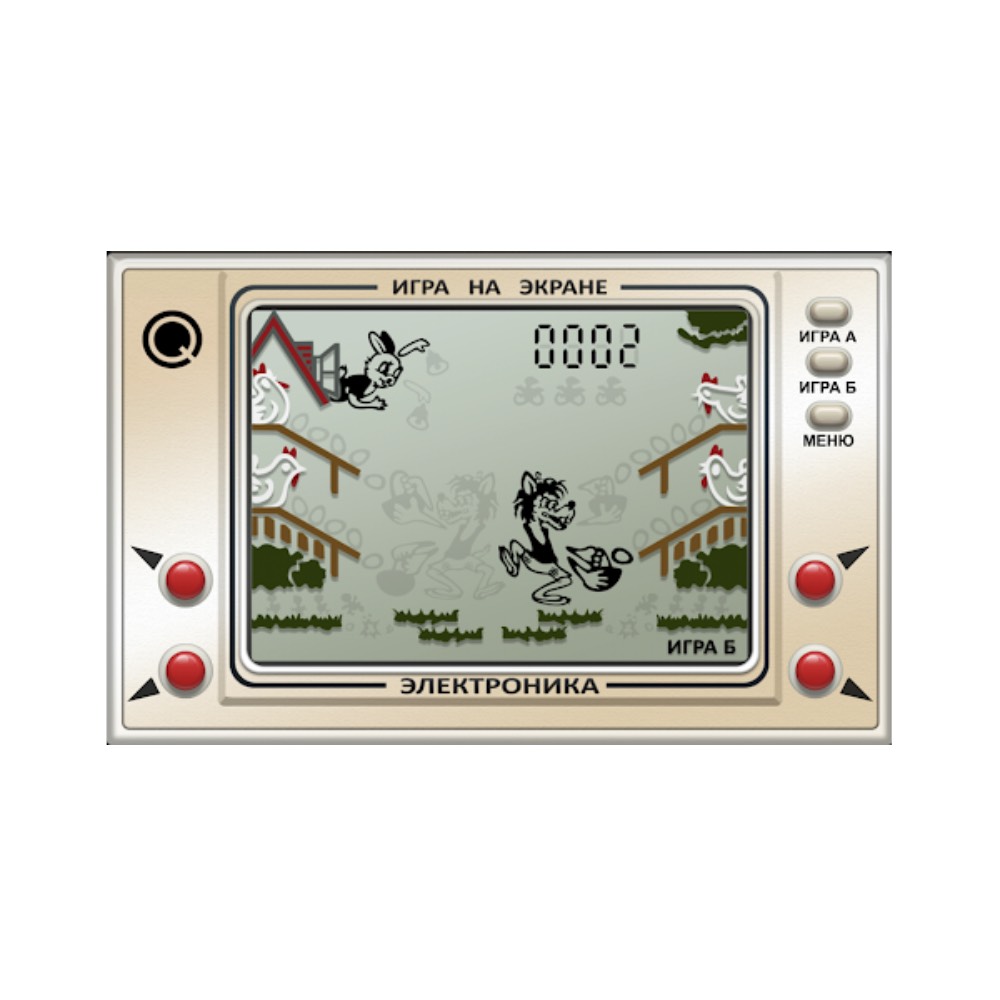 ИГРА НА ЭКРАНЕ
0002
ИГРА А
ИГРА Б
МЕНЮ
ИГРА Б
ЭЛЕКТРОНИКА